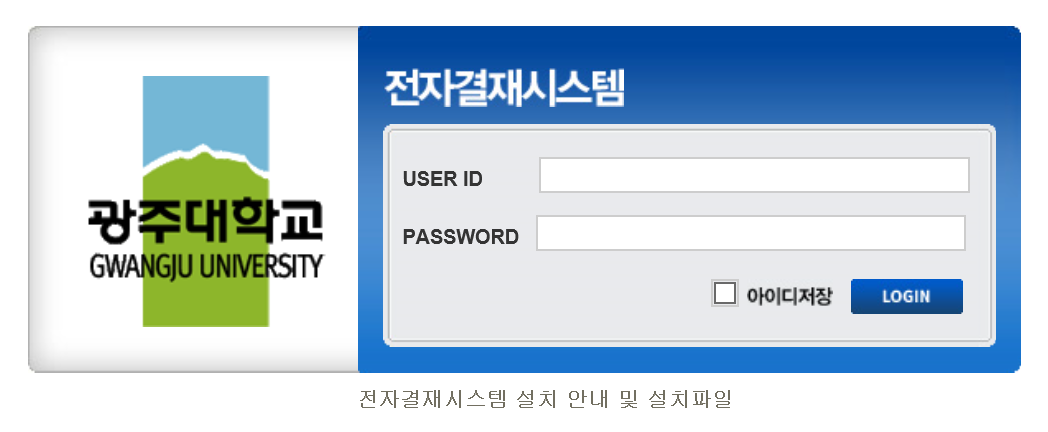 광주대학교
GWANGJU UNIVERSITY
전자결재시스템
USER ID
PASSWORD
아이디저장
LOGIN
전자결재시스템 설치 안내 및 설치파일